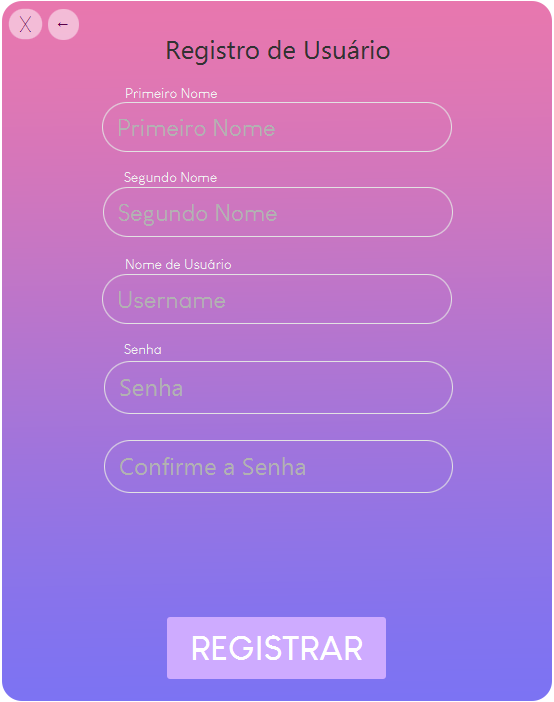 X ←
Registro de Usuário
Primeiro Nome
Primeiro Nome
Segundo Nome
Segundo Nome
Nome de Usuário
Username
Senha
Senha
Confirme a Senha
REGISTRAR